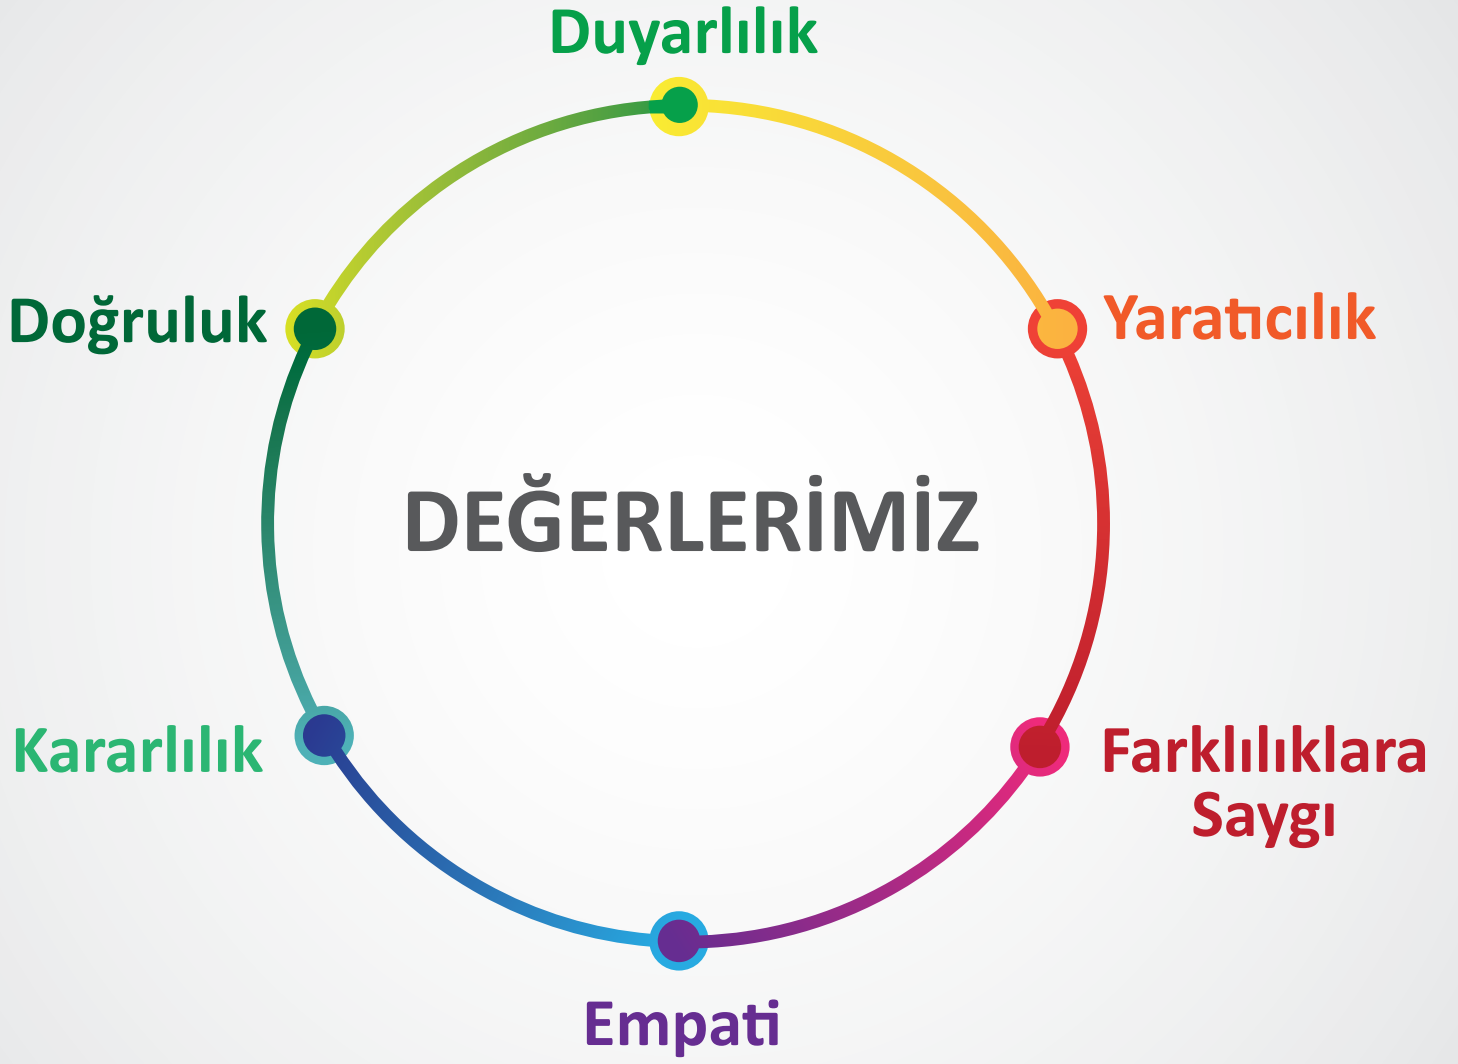 Duyarlılık
Doğruluk
Yaratıcılık
DEĞERLERİMİZ
Kararlılık
Farklılıklara
Saygı
Empati